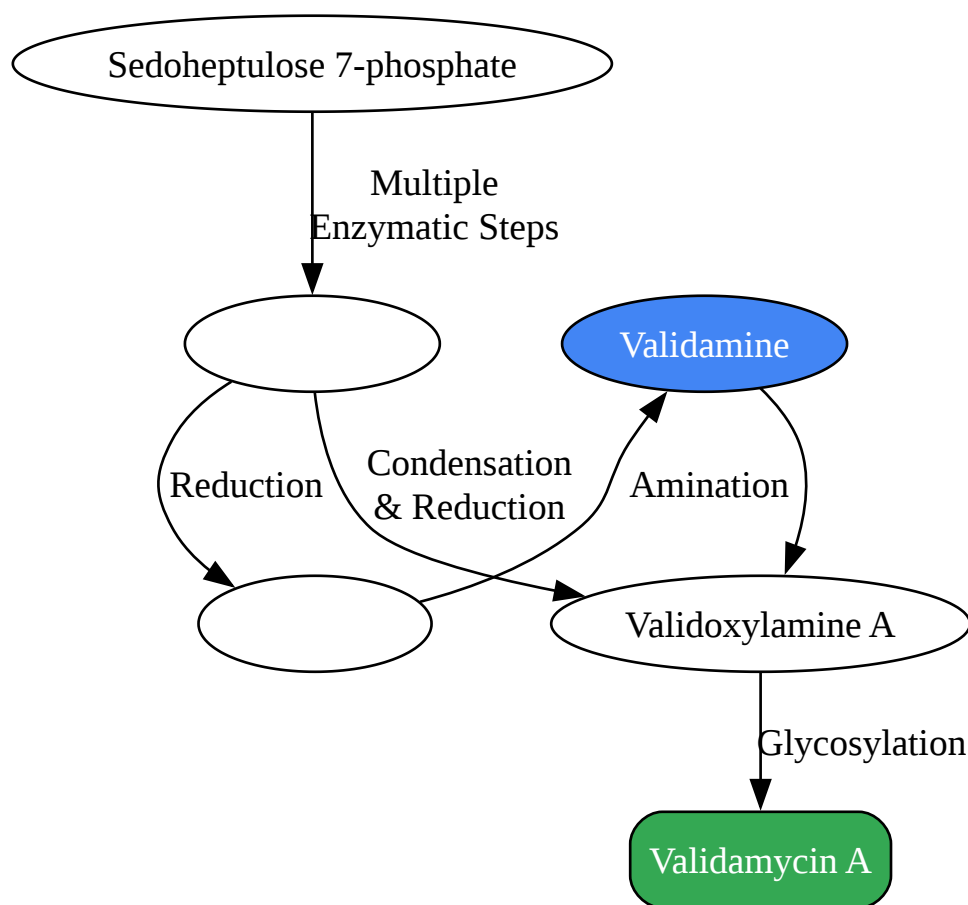 Sedoheptulose 7-phosphate
Multiple
Enzymatic Steps
Validamine
Reduction
Condensation
& Reduction
Amination
Validoxylamine A
Glycosylation
Validamycin A